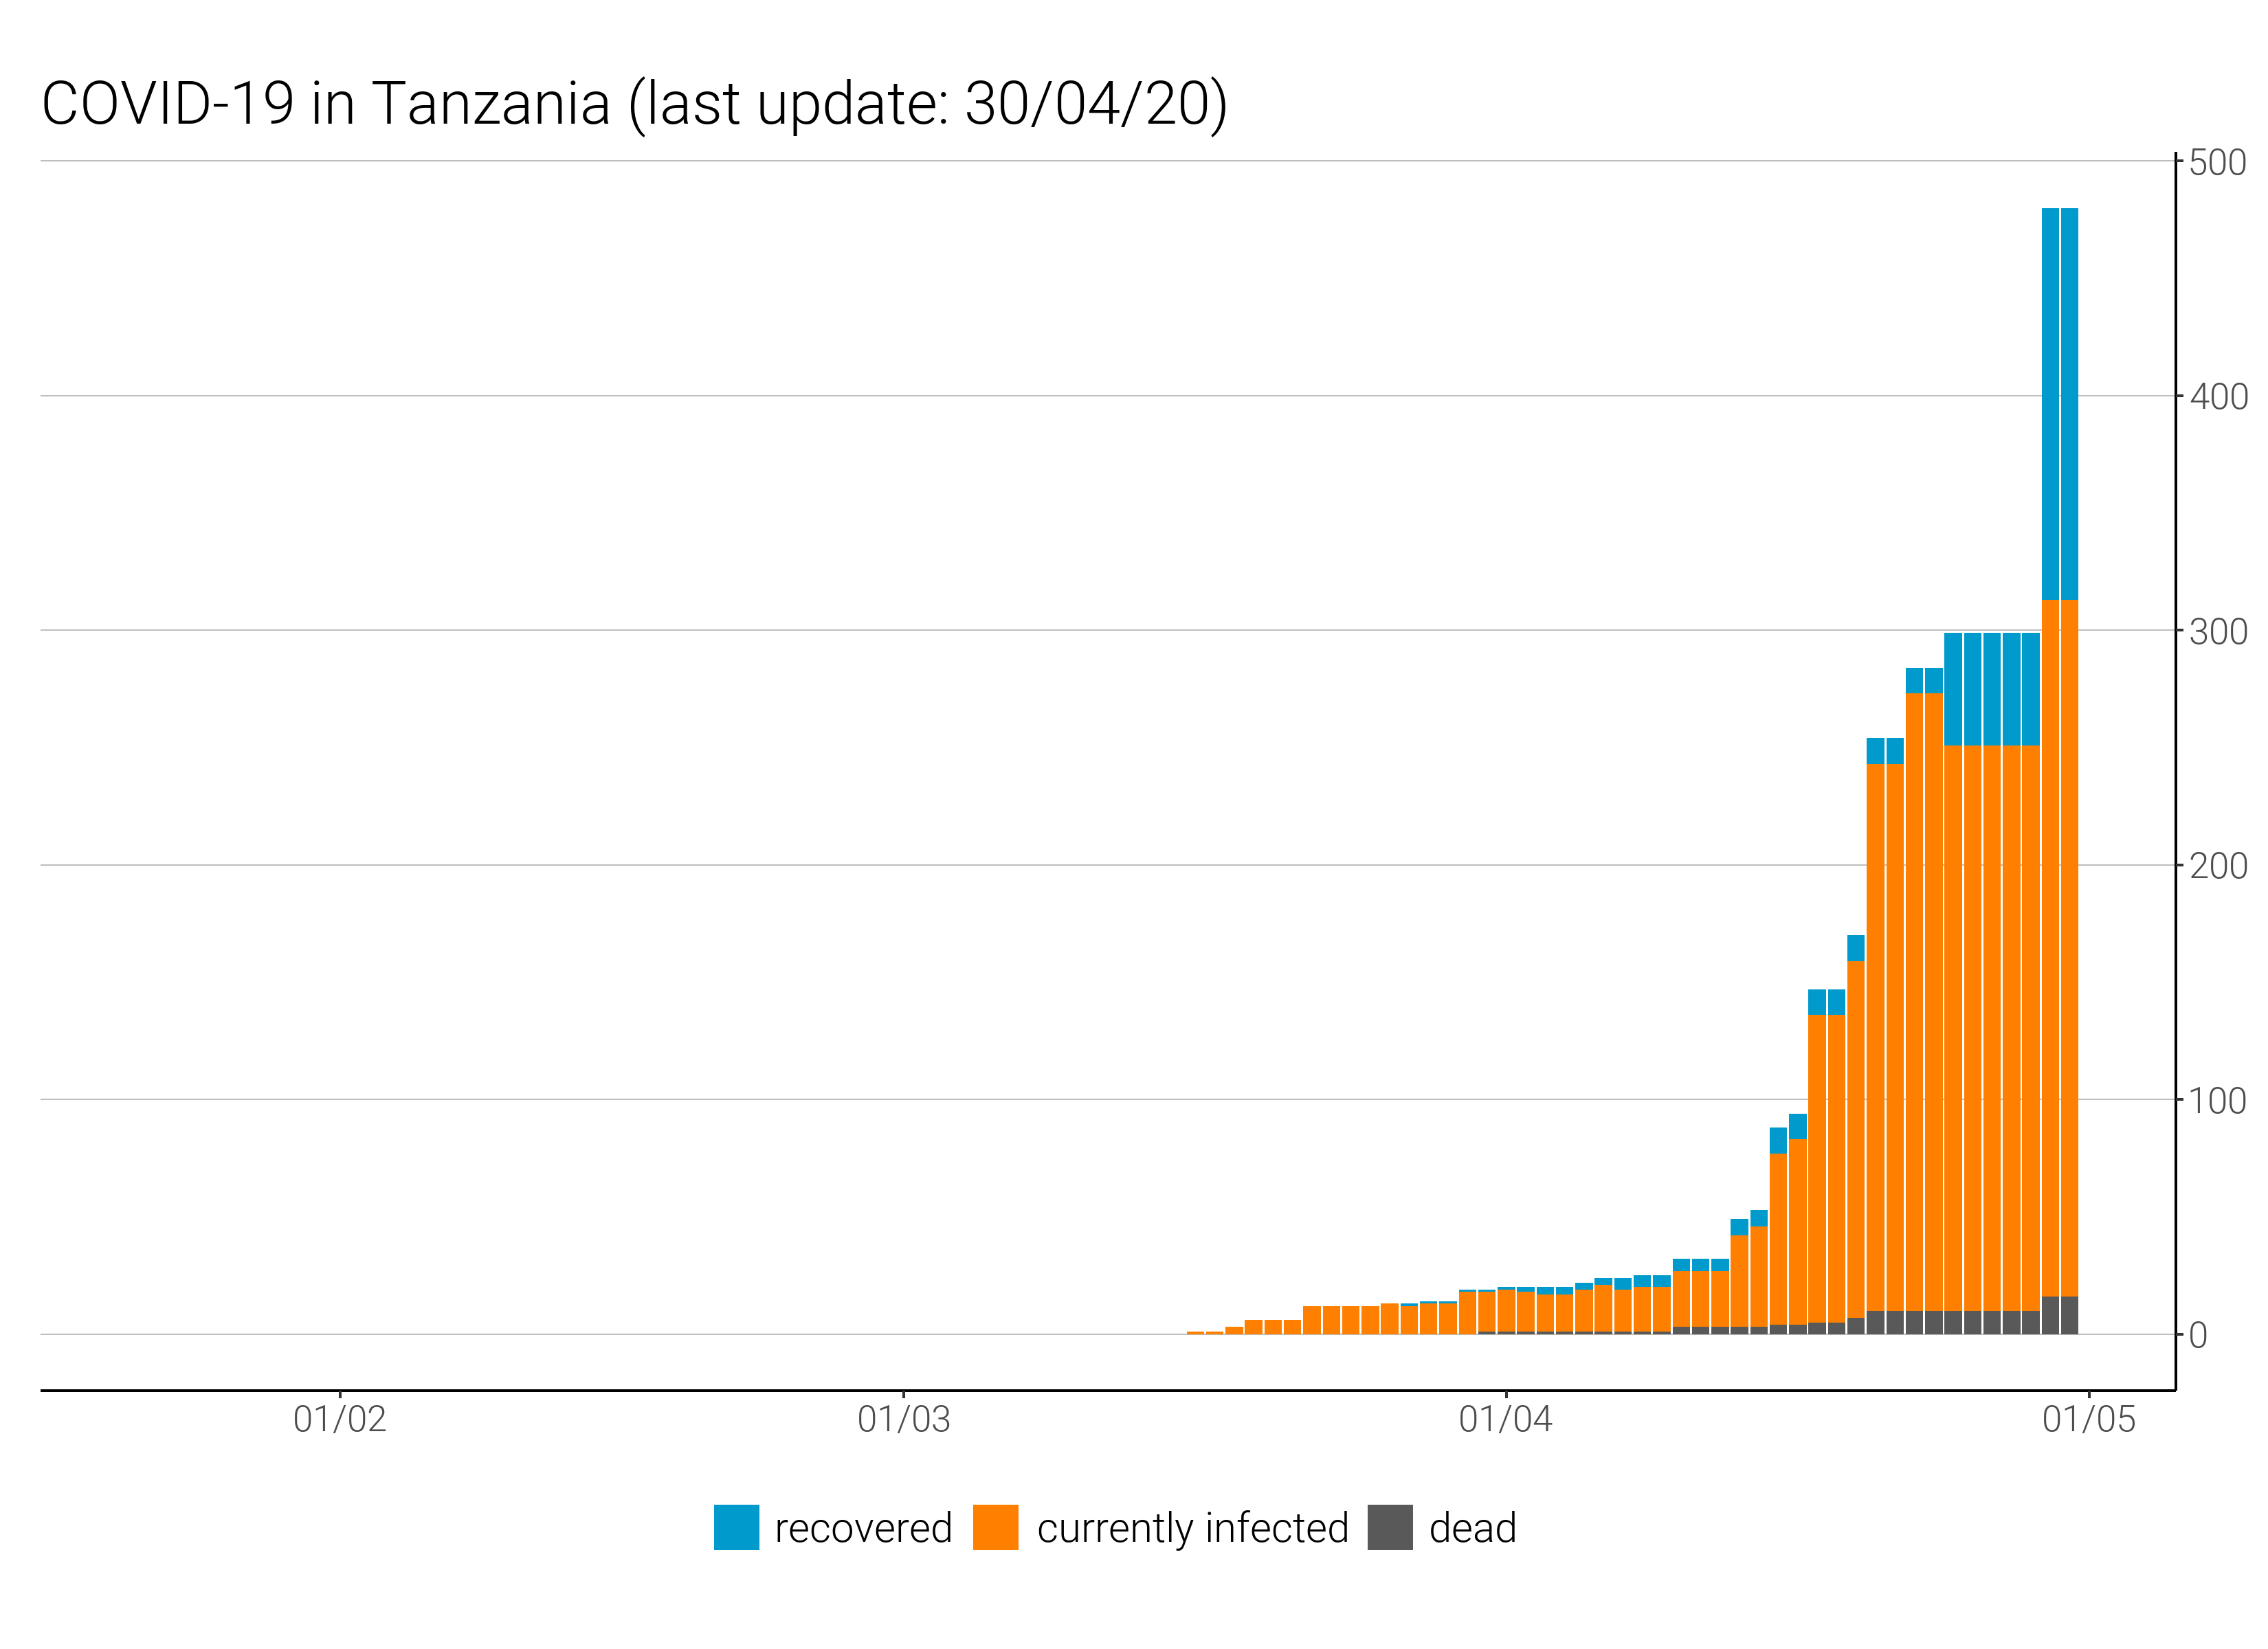 COVID-19 in Tanzania (last update: 30/04/20)
500
400
300
200
100
0
01/02 01/03 01/04 01/05
recovered currently infected dead